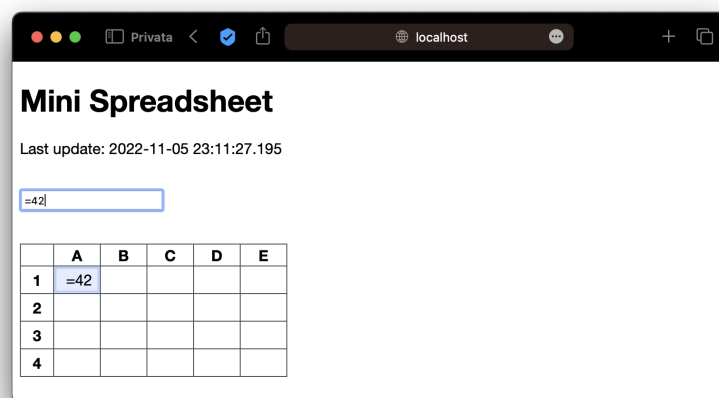 Privata localhost
Mini Spreadsheet
Last update: 2022-11-05 23:11:27.195
=42
A B C D E
1 =42
2
3
4